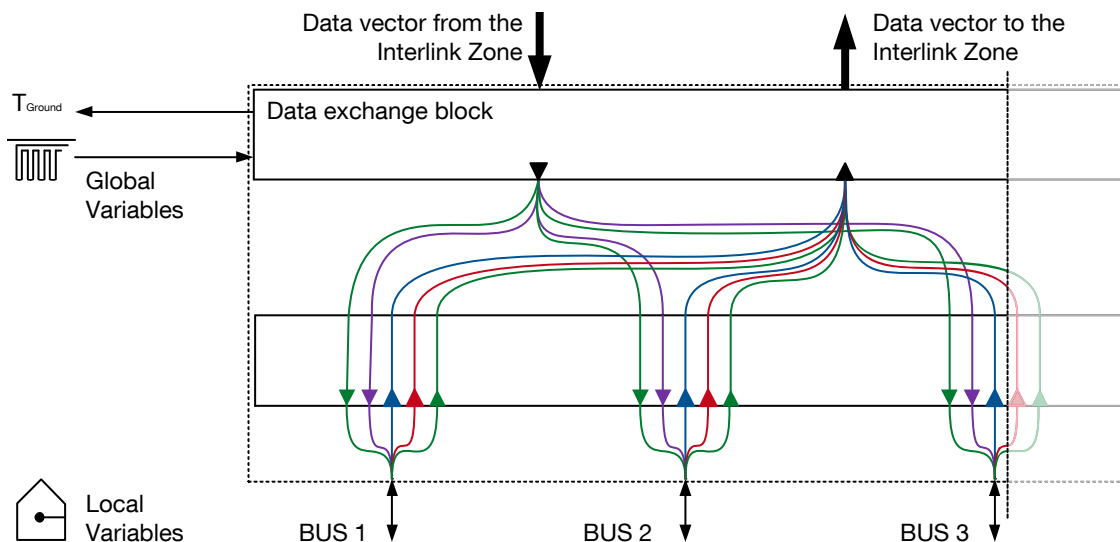 Data vector from the
Interlink Zone
Data vector to the
Interlink Zone
TGround
Data exchange block
Global
Variables
Local
Variables
BUS 1
BUS 2
BUS 3